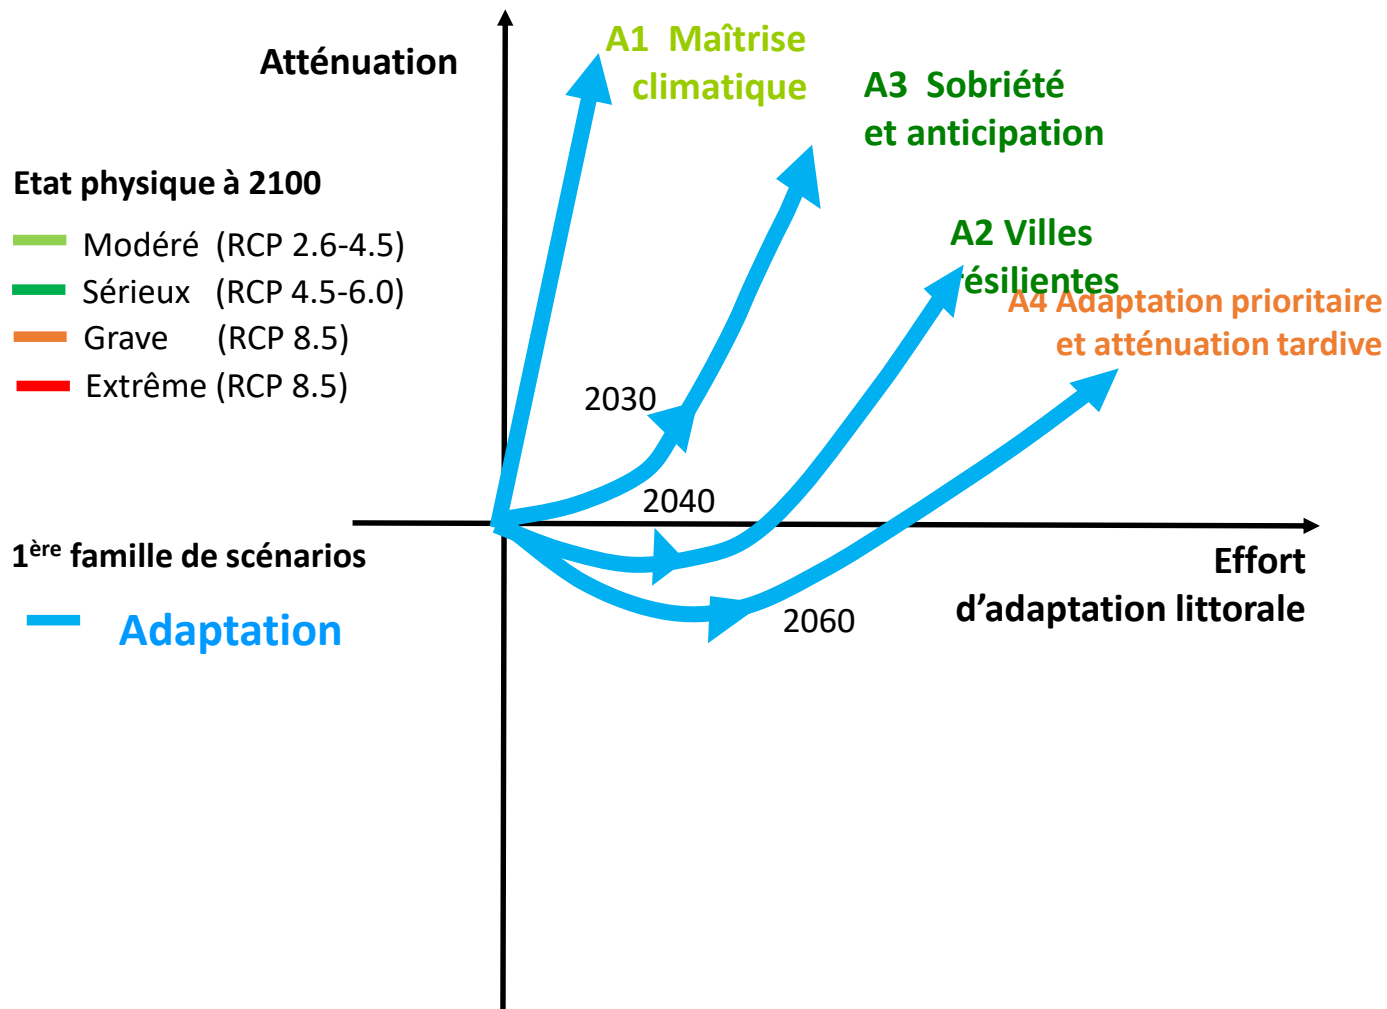 Atténuation
A1 Maîtrise
climatique
A3 Sobriété
et anticipation
Etat physique à 2100
Modéré (RCP 2.6-4.5)
Sérieux (RCP 4.5-6.0)
Grave (RCP 8.5)
Extrême (RCP 8.5)
A2 Villes
résilientes
A4 Adaptation prioritaire
et atténuation tardive
2030
2040
2060
1ère famille de scénarios
Adaptation
Effort
d’adaptation littorale